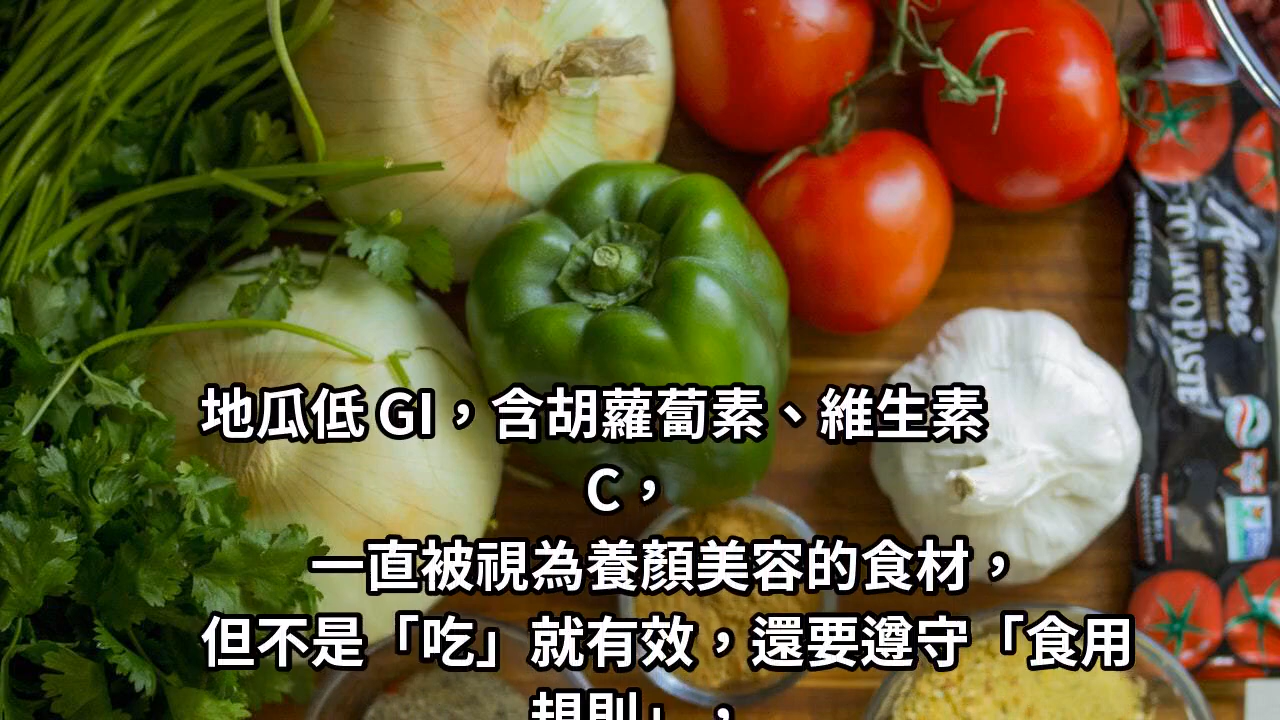 地瓜低 GI，含胡蘿蔔素、維生素
C，
一直被視為養顏美容的食材，
但不是「吃」就有效，還要遵守「食用
規則」，
Amore
TOMATO PASTE